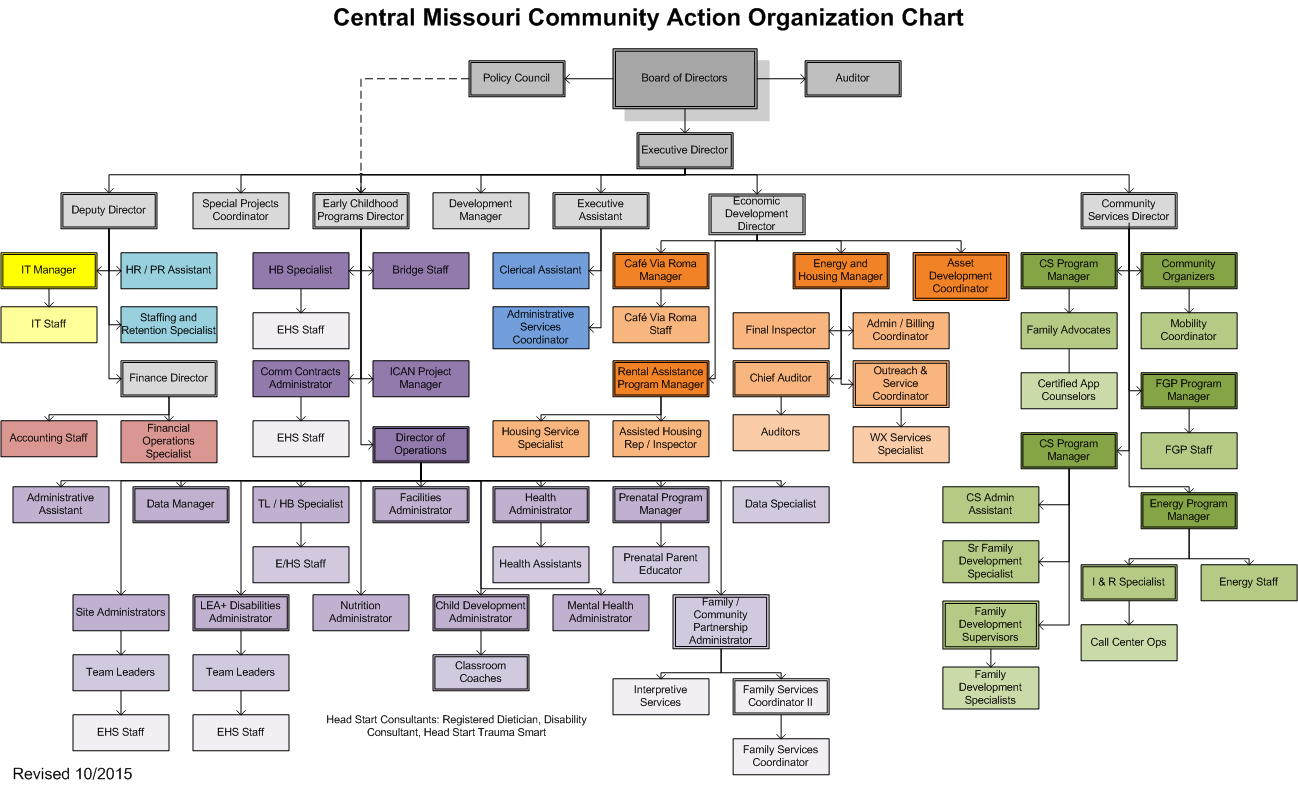 Central Missouri Community Action Organization Chart
Policy Council
Board of Directors
Auditor
Executive Director
Deputy Director
Special Projects
Coordinator
Early Childhood
Programs Director
Development
Manager
Executive
Assistant
Economic
Development
Director
Community
Services Director
IT Manager
HR / PR Assistant
HB Specialist
Bridge Staff
Clerical Assistant
Café Via Roma
Manager
Energy and
Housing Manager
Asset
Development
Coordinator
CS Program
Manager
Community
Organizers
IT Staff
Staffing and
Retention Specialist
EHS Staff
Administrative
Services
Coordinator
Café Via Roma
Staff
Final Inspector
Admin / Billing
Coordinator
Family Advocates
Mobility
Coordinator
Finance Director
Comm Contracts
Administrator
ICAN Project
Manager
Rental Assistance
Program Manager
Chief Auditor
Outreach &
Service
Coordinator
Certified App
Counselors
FGP Program
Manager
Accounting Staff
Financial
Operations
Specialist
EHS Staff
Director of
Operations
Housing Service
Specialist
Assisted Housing
Rep / Inspector
Auditors
WX Services
Specialist
CS Program
Manager
FGP Staff
Administrative
Assistant
Data Manager
TL / HB Specialist
Facilities
Administrator
Health
Administrator
Prenatal Program
Manager
Data Specialist
CS Admin
Assistant
Energy Program
Manager
E/HS Staff
Health Assistants
Prenatal Parent
Educator
Sr Family
Development
Specialist
I & R Specialist
Energy Staff
Site Administrators
LEA+ Disabilities
Administrator
Nutrition
Administrator
Child Development
Administrator
Mental Health
Administrator
Family /
Community
Partnership
Administrator
Family
Development
Supervisors
Call Center Ops
Team Leaders
Team Leaders
Classroom
Coaches
Interpretive
Services
Family Services
Coordinator II
Family
Development
Specialists
EHS Staff
EHS Staff
Head Start Consultants: Registered Dietician, Disability
Consultant, Head Start Trauma Smart
Family Services
Coordinator
Revised 10/2015